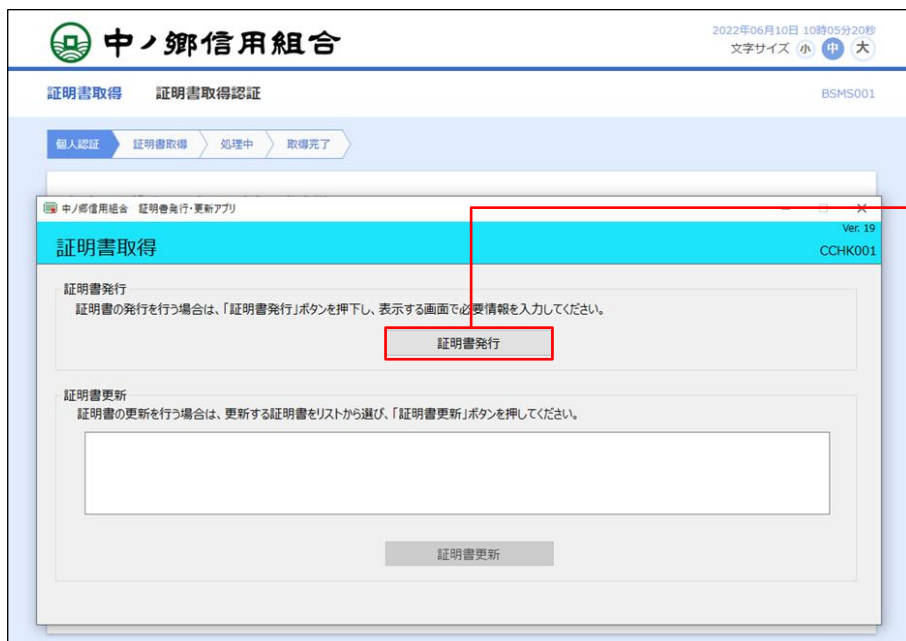 中ノ郷信用組合
2022年06月10日 10時05分20秒
文字サイズ 小 中 大
証明書取得 証明書取得認証
BSMS001
個人認証 証明書取得 処理中 取得完了
中ノ郷信用組合 証明書発行・更新アプリ
証明書取得
Ver. 19
CCHK001
証明書発行
証明書の発行を行う場合は、「証明書発行」ボタンを押下し、表示する画面で必要情報を入力してください。
証明書発行
証明書更新
証明書の更新を行う場合は、更新する証明書をリストから選び、「証明書更新」ボタンを押してください。
証明書更新